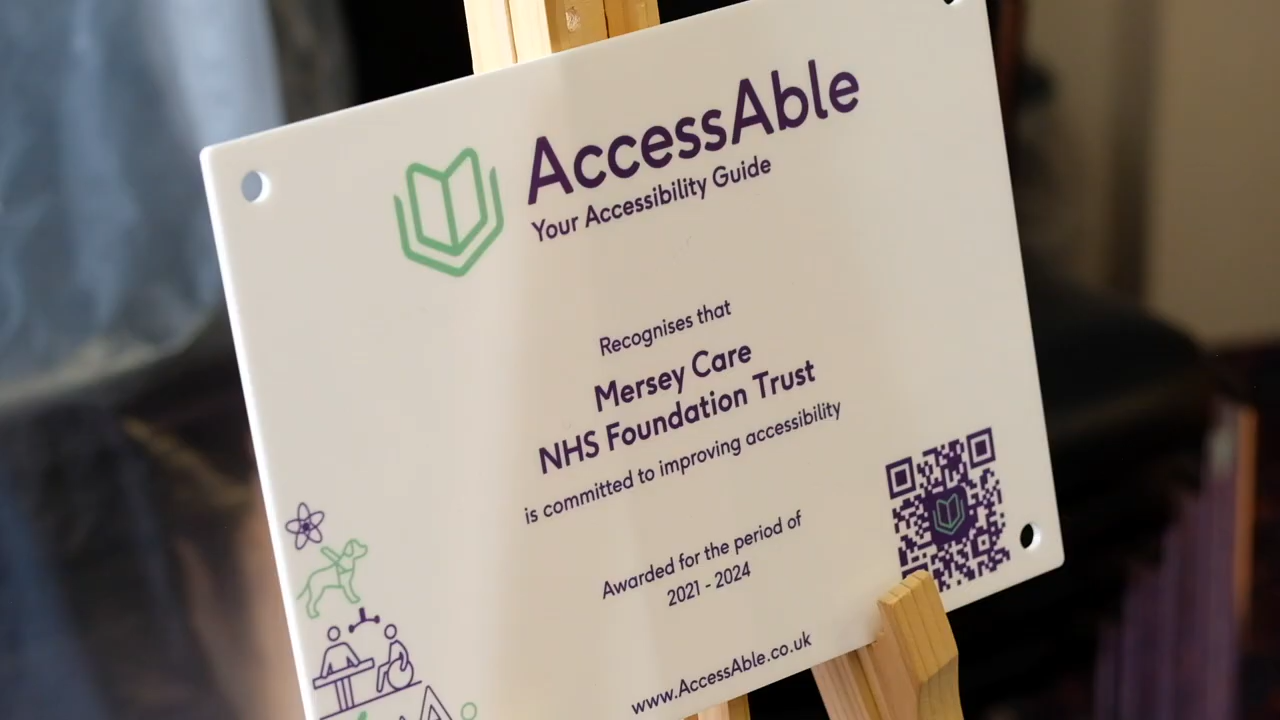 AccessAble
Your Accessibility Guide
Recognises that
Mersey Care
NHS Foundation Trust
is committed to improving accessibility
Awarded for the period of
2021 - 2024
www.AccessAble.co.uk